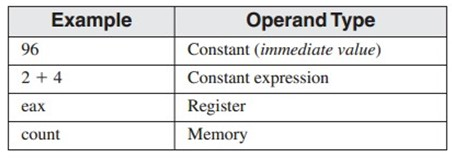 Example Operand Type
96 Constant (immediate value)
2 + 4 Constant expression
eax Register
count Memory